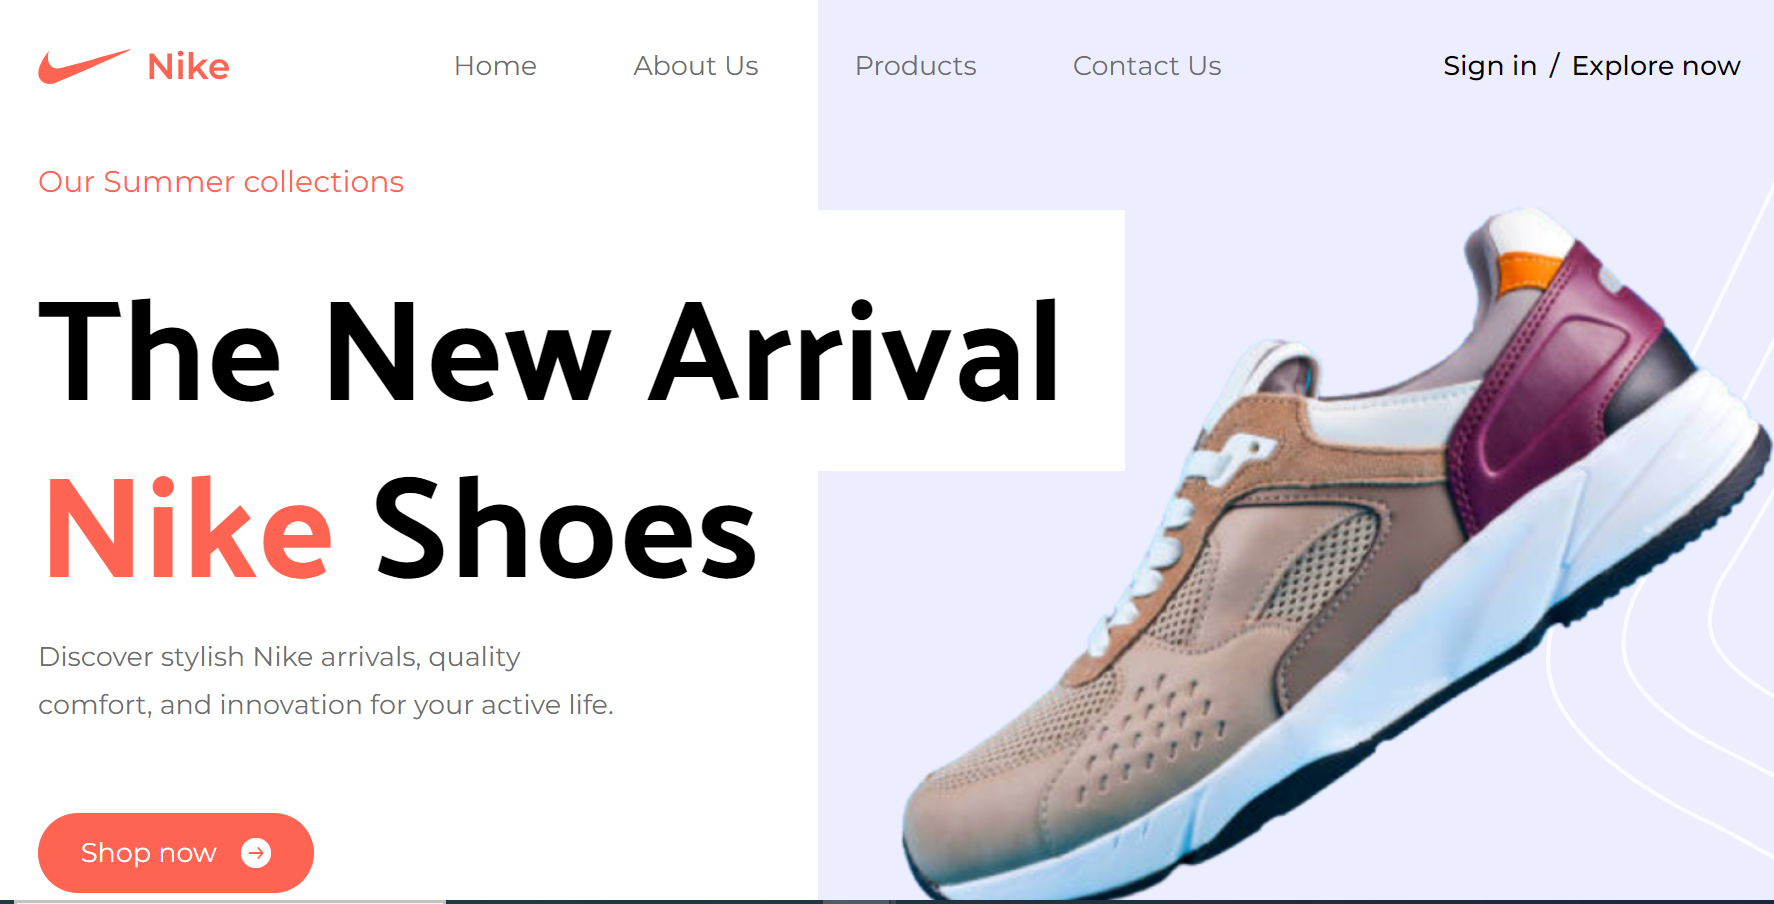 Nike Home About Us Products Contact Us Sign in / Explore now
Our Summer collections
The New Arrival
Nike Shoes
Discover stylish Nike arrivals, quality
comfort, and innovation for your active life.
Shop now